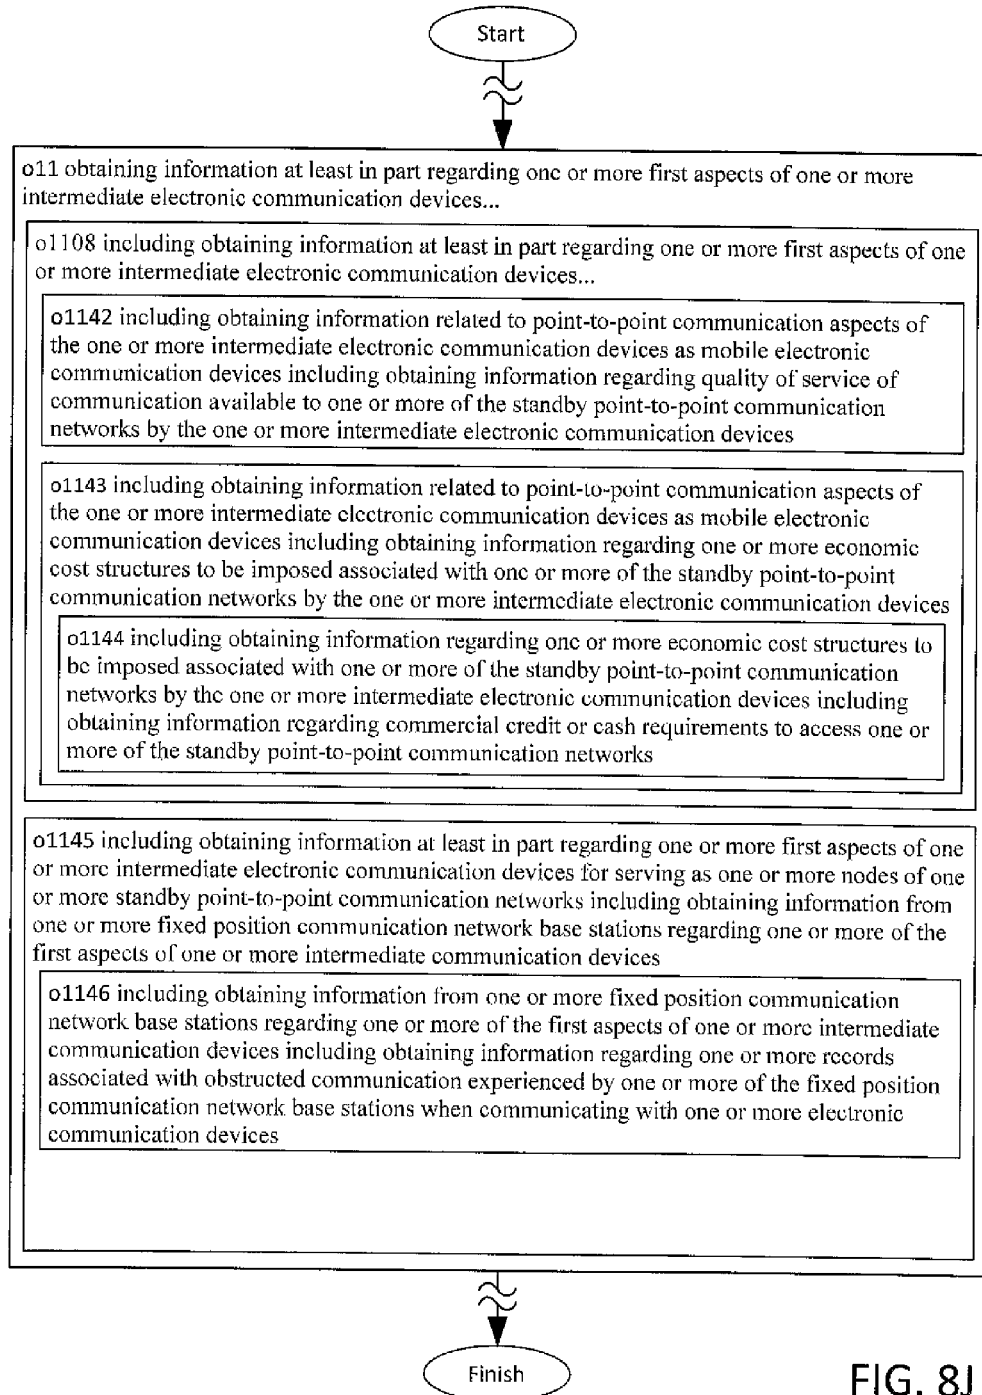 Start
o11 obtaining information at least in part regarding one or more first aspects of one or more
intermediate electronic communication devices...
o1108 including obtaining information at least in part regarding one or more first aspects of one
or more intermediate electronic communication devices...
o1142 including obtaining information related to point-to-point communication aspects of
the one or more intermediate electronic communication devices as mobile electronic
communication devices including obtaining information regarding quality of service of
communication available to one or more of the standby point-to-point communication
networks by the one or more intermediate electronic communication devices
o1143 including obtaining information related to point-to-point communication aspects of
the one or more intermediate electronic communication devices as mobile electronic
communication devices including obtaining information regarding one or more economic
cost structures to be imposed associated with one or more of the standby point-to-point
communication networks by the one or more intermediate electronic communication devices
o1144 including obtaining information regarding one or more economic cost structures to
be imposed associated with one or more of the standby point-to-point communication
networks by the one or more intermediate electronic communication devices including
obtaining information regarding commercial credit or cash requirements to access one or
more of the standby point-to-point communication networks
o1145 including obtaining information at least in part regarding one or more first aspects of one
or more intermediate electronic communication devices for serving as one or more nodes of one
or more standby point-to-point communication networks including obtaining information from
one or more fixed position communication network base stations regarding one or more of the
first aspects of one or more intermediate communication devices
o1146 including obtaining information from one or more fixed position communication
network base stations regarding one or more of the first aspects of one or more intermediate
communication devices including obtaining information regarding one or more records
associated with obstructed communication experienced by one or more of the fixed position
communication network base stations when communicating with one or more electronic
communication devices
Finish
FIG. 8J